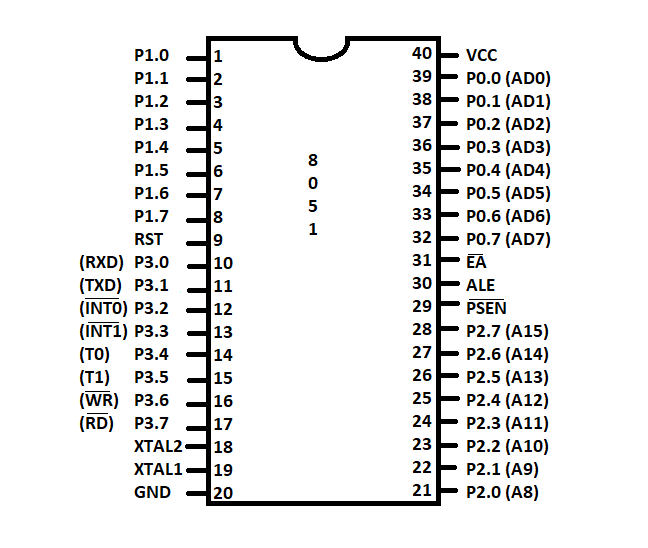 P1.0 1 40 VCC
P1.1 2 39 P0.0 (AD0)
P1.2 3 38 P0.1 (AD1)
P1.3 4 37 P0.2 (AD2)
P1.4 5 36 P0.3 (AD3)
P1.5 6 8 35 P0.4 (AD4)
P1.6 7 0 34 P0.5 (AD5)
P1.7 8 5 33 P0.6 (AD6)
RST 9 1 32 P0.7 (AD7)
(RXD) P3.0 10 31 E̅A̅
(TXD) P3.1 11 30 ALE
(I̅N̅T̅0̅) P3.2 12 29 P̅S̅E̅N̅
(I̅N̅T̅1̅) P3.3 13 28 P2.7 (A15)
(T0) P3.4 14 27 P2.6 (A14)
(T1) P3.5 15 26 P2.5 (A13)
(W̅R̅) P3.6 16 25 P2.4 (A12)
(R̅D̅) P3.7 17 24 P2.3 (A11)
XTAL2 18 23 P2.2 (A10)
XTAL1 19 22 P2.1 (A9)
GND 20 21 P2.0 (A8)